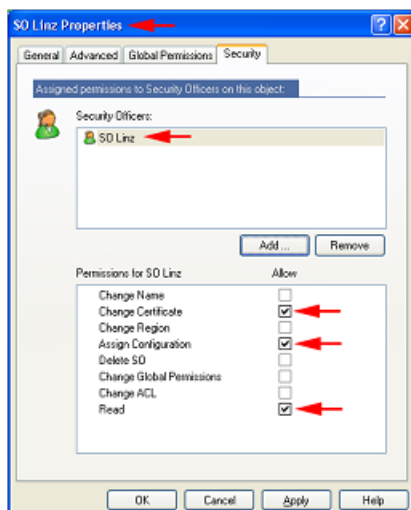 SO Linz Properties
General Advanced Global Permissions Security
Assigned permissions to Security Officers on this object:
Security Officers:
SO Linz
Add ... Remove
Permissions for SO Linz Allow
Change Name
Change Certificate
Change Region
Assign Configuration
Delete SO
Change Global Permissions
Change ACL
Read
OK Cancel Apply Help